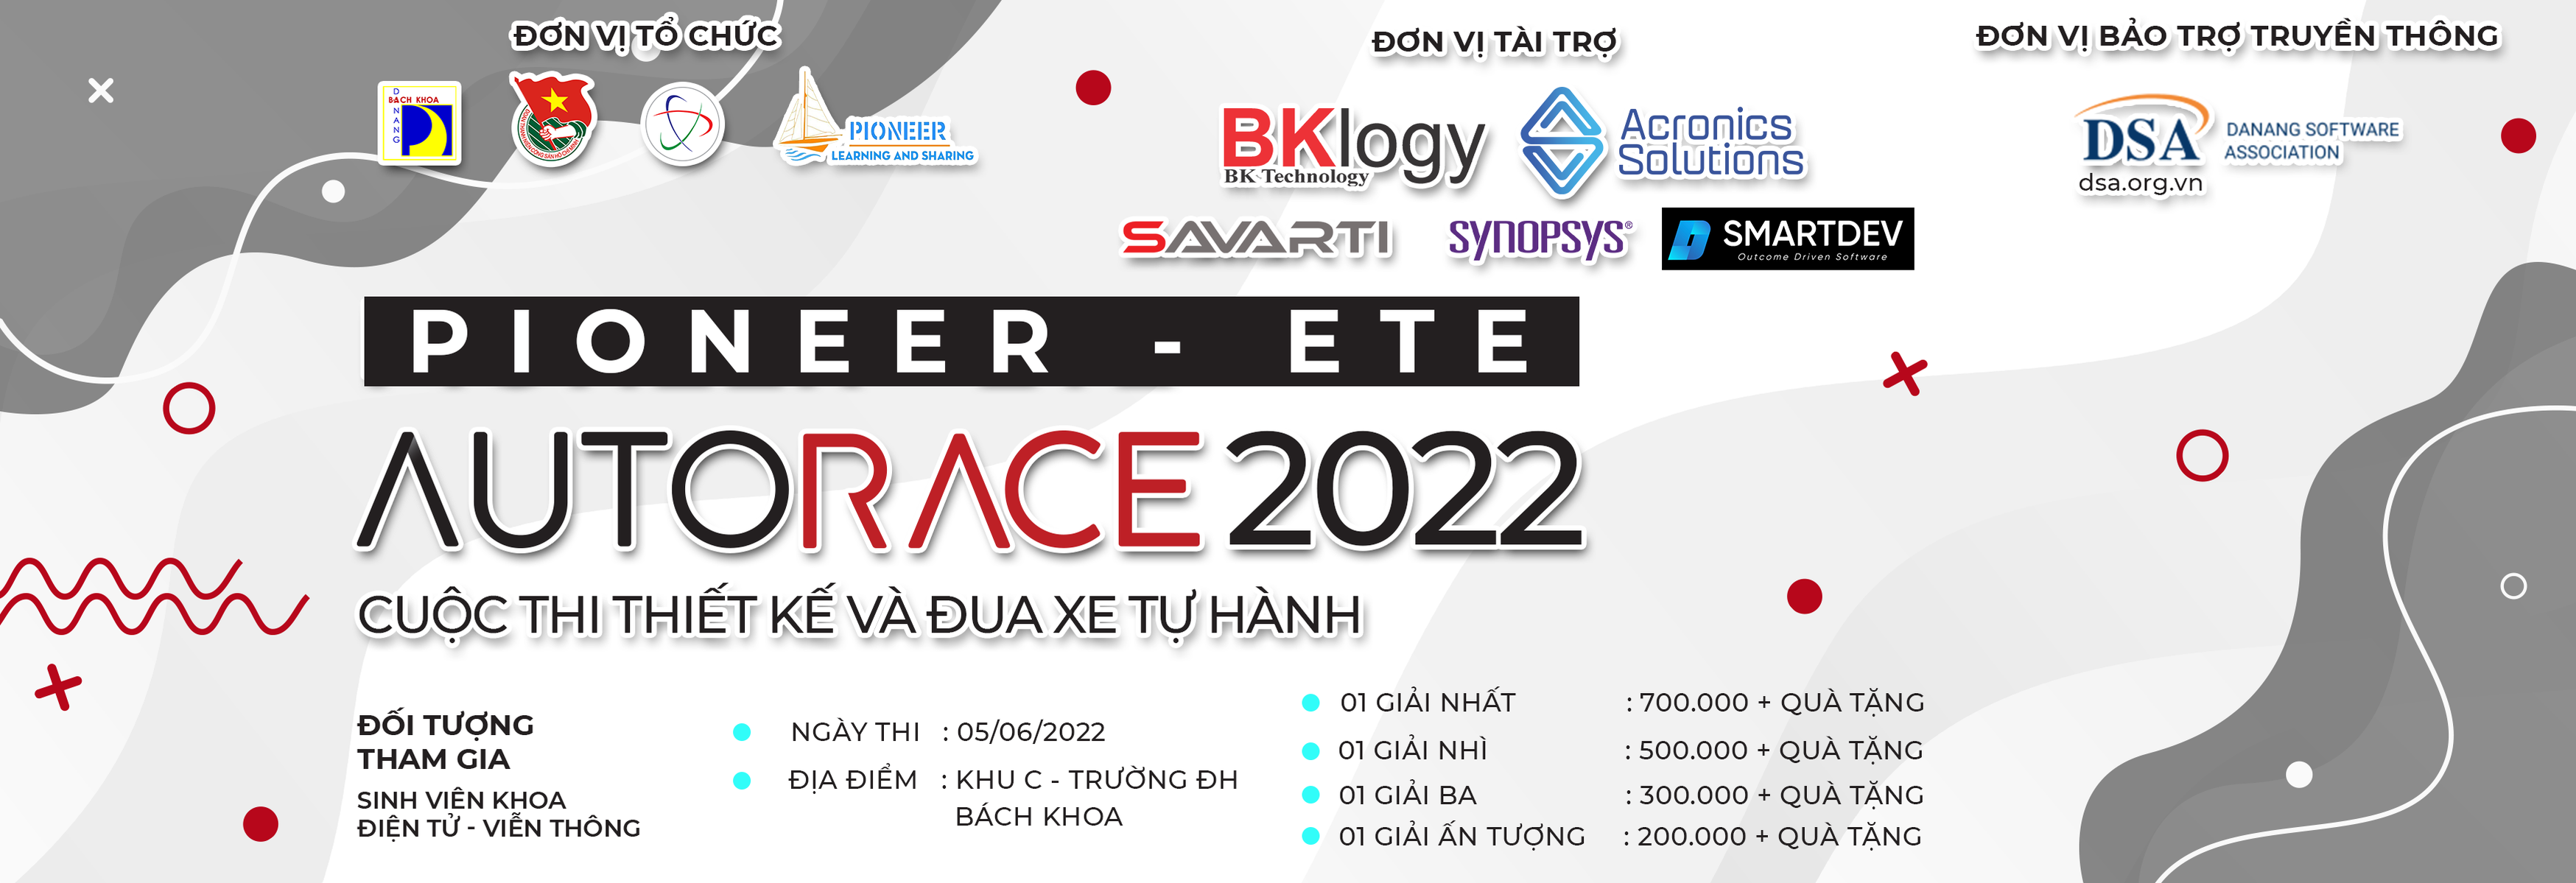 ĐƠN VỊ TỔ CHỨC
ĐƠN VỊ TÀI TRỢ
ĐƠN VỊ BẢO TRỢ TRUYỀN THÔNG
DANANG
BÁCH KHOA
PIONEER
LEARNING AND SHARING
BKlogy
BK Technology
Acronics
Solutions
DSA
DANANG SOFTWARE
ASSOCIATION
dsa.org.vn
SAVARTI
SYNOPSYS®
SMARTDEV
Outcome Driven Software
PIONEER - ETE
AUTORACE 2022
CUỘC THI THIẾT KẾ VÀ ĐUA XE TỰ HÀNH
ĐỐI TƯỢNG
THAM GIA
SINH VIÊN KHOA
ĐIỆN TỬ - VIỄN THÔNG
NGÀY THI : 05/06/2022
ĐỊA ĐIỂM : KHU C - TRƯỜNG ĐH
BÁCH KHOA
01 GIẢI NHẤT : 700.000 + QUÀ TẶNG
01 GIẢI NHÌ : 500.000 + QUÀ TẶNG
01 GIẢI BA : 300.000 + QUÀ TẶNG
01 GIẢI ẤN TƯỢNG : 200.000 + QUÀ TẶNG